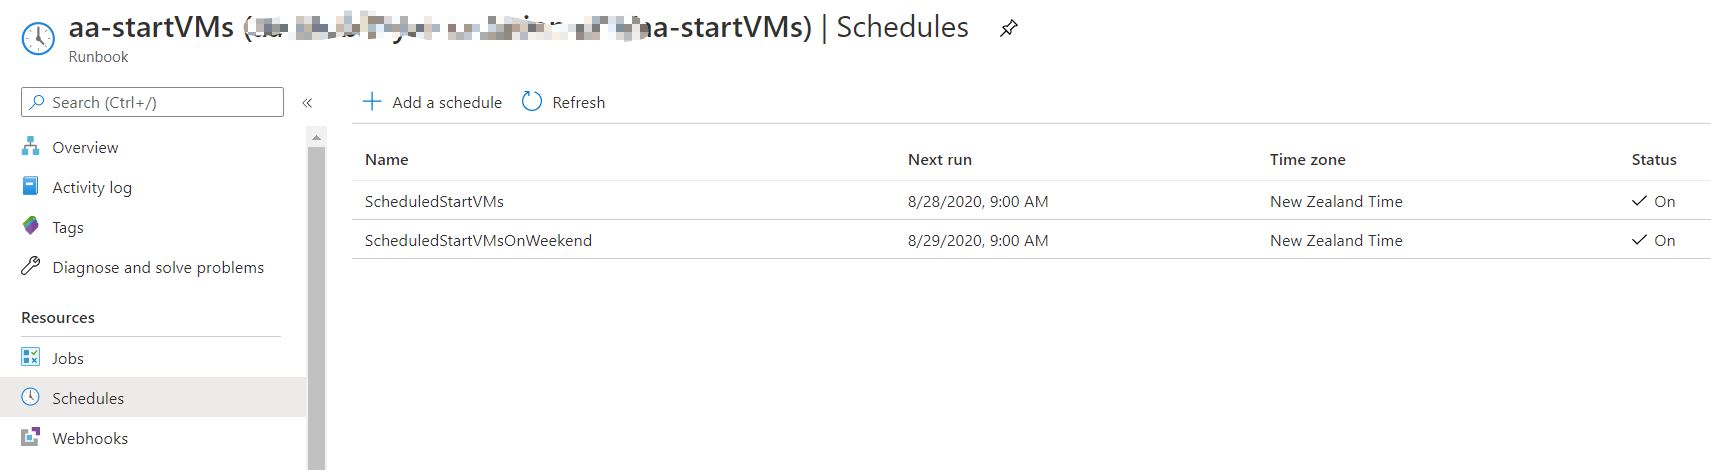 aa-startVMs ( aa-startVMs) | Schedules
Runbook
Search (Ctrl+/) «
Add a schedule Refresh
Overview
Activity log
Tags
Diagnose and solve problems
Resources
Jobs
Schedules
Webhooks
Name Next run Time zone Status
ScheduledStartVMs 8/28/2020, 9:00 AM New Zealand Time On
ScheduledStartVMsOnWeekend 8/29/2020, 9:00 AM New Zealand Time On